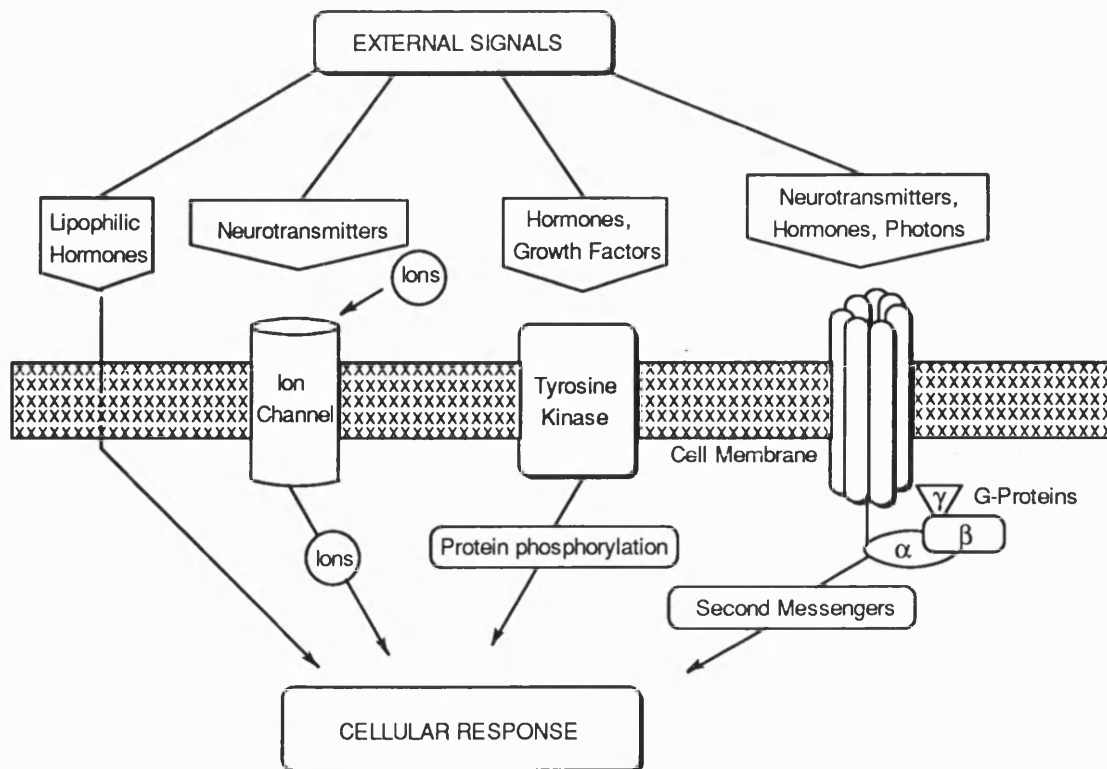 EXTERNAL SIGNALS
Lipophilic
Hormones
Neurotransmitters
Hormones,
Growth Factors
Neurotransmitters,
Hormones, Photons
Ions
Ion
Channel
Tyrosine
Kinase
Cell Membrane
γ
G-Proteins
α
β
Ions
Protein phosphorylation
Second Messengers
CELLULAR RESPONSE